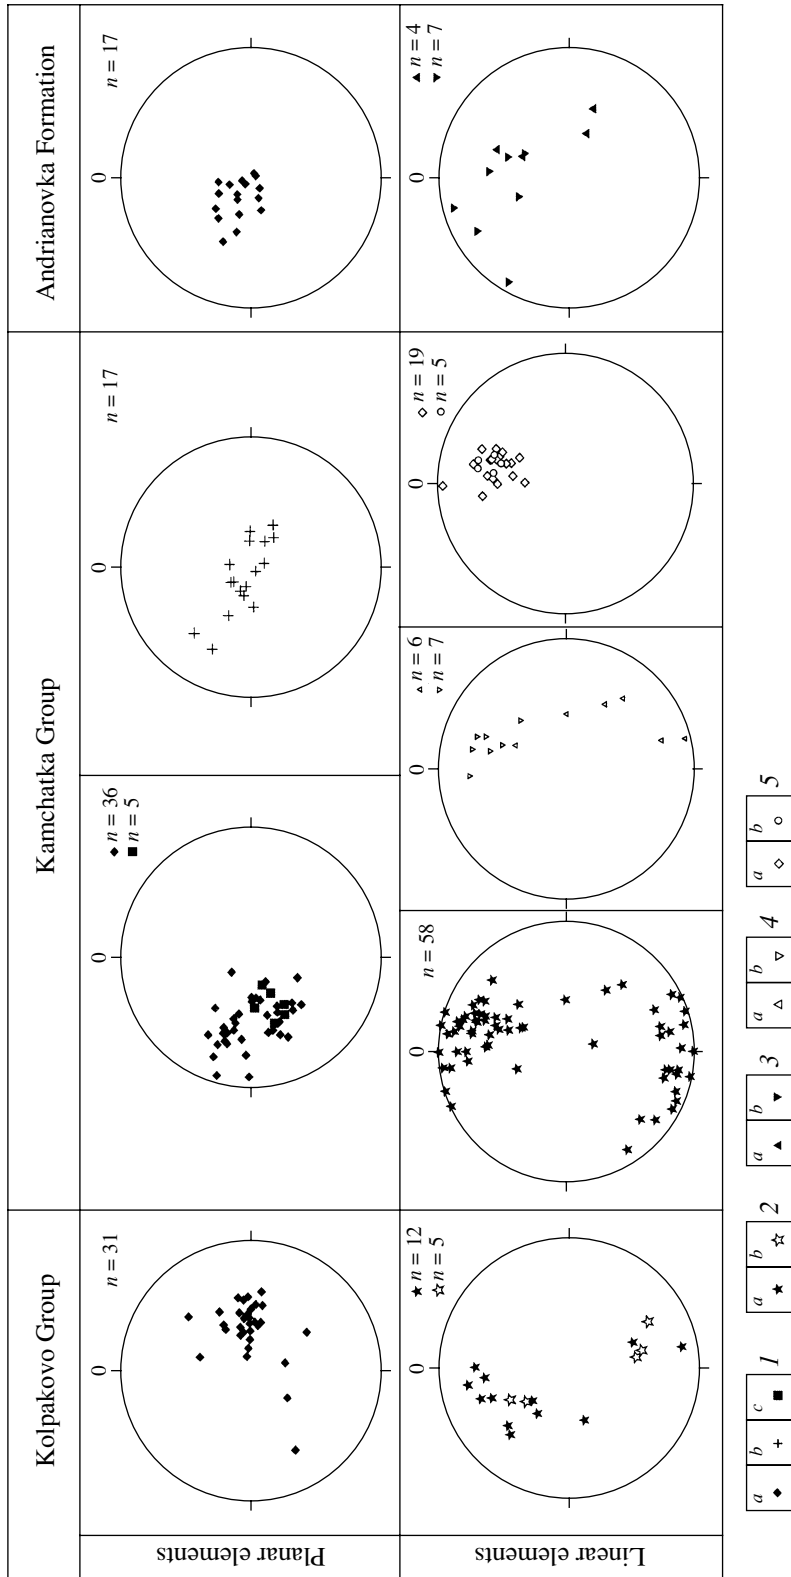 Kolpakovo Group
Kamchatka Group
Andrianovka Formation
Planar elements
0
n = 31
0
n = 36
n = 5
0
n = 17
0
n = 17
Linear elements
0
n = 12
n = 5
0
n = 58
0
n = 6
n = 7
0
n = 19
n = 5
0
n = 4
n = 7
a b c 1
a b 2
a b 3
a b 4
a b 5